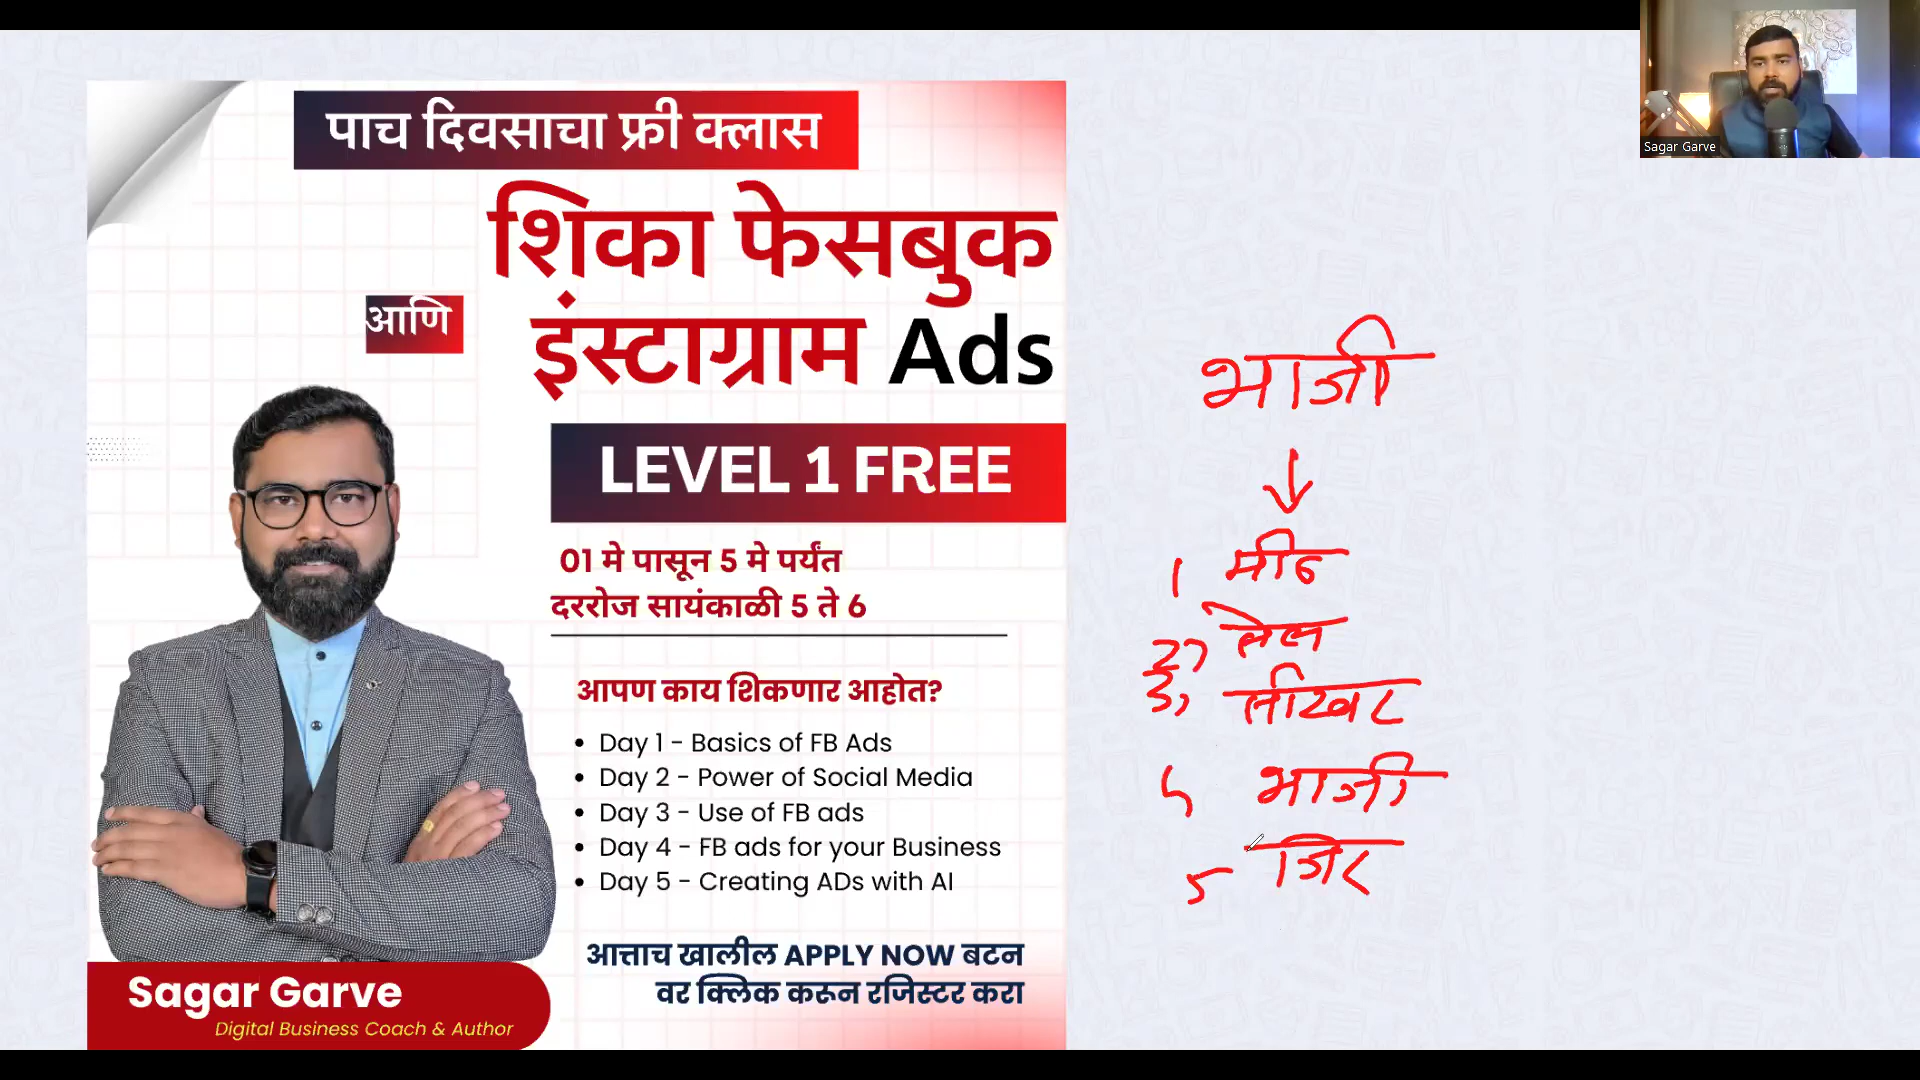 पाच दिवसाचा फ्री क्लास
शिका फेसबुक
आणि
इंस्टाग्राम Ads
LEVEL 1 FREE
01 मे पासून 5 मे पर्यंत
दररोज सायंकाळी 5 ते 6
आपण काय शिकणार आहोत?
• Day 1 - Basics of FB Ads
• Day 2 - Power of Social Media
• Day 3 - Use of FB ads
• Day 4 - FB ads for your Business
• Day 5 - Creating ADs with AI
आत्ताच खालील APPLY NOW बटन
वर क्लिक करून रजिस्टर करा
Sagar Garve
Digital Business Coach & Author
Sagar Garve
भाजी
1 मीठ
2) तेल
3) तीखट
4 भाजी
5 जिर